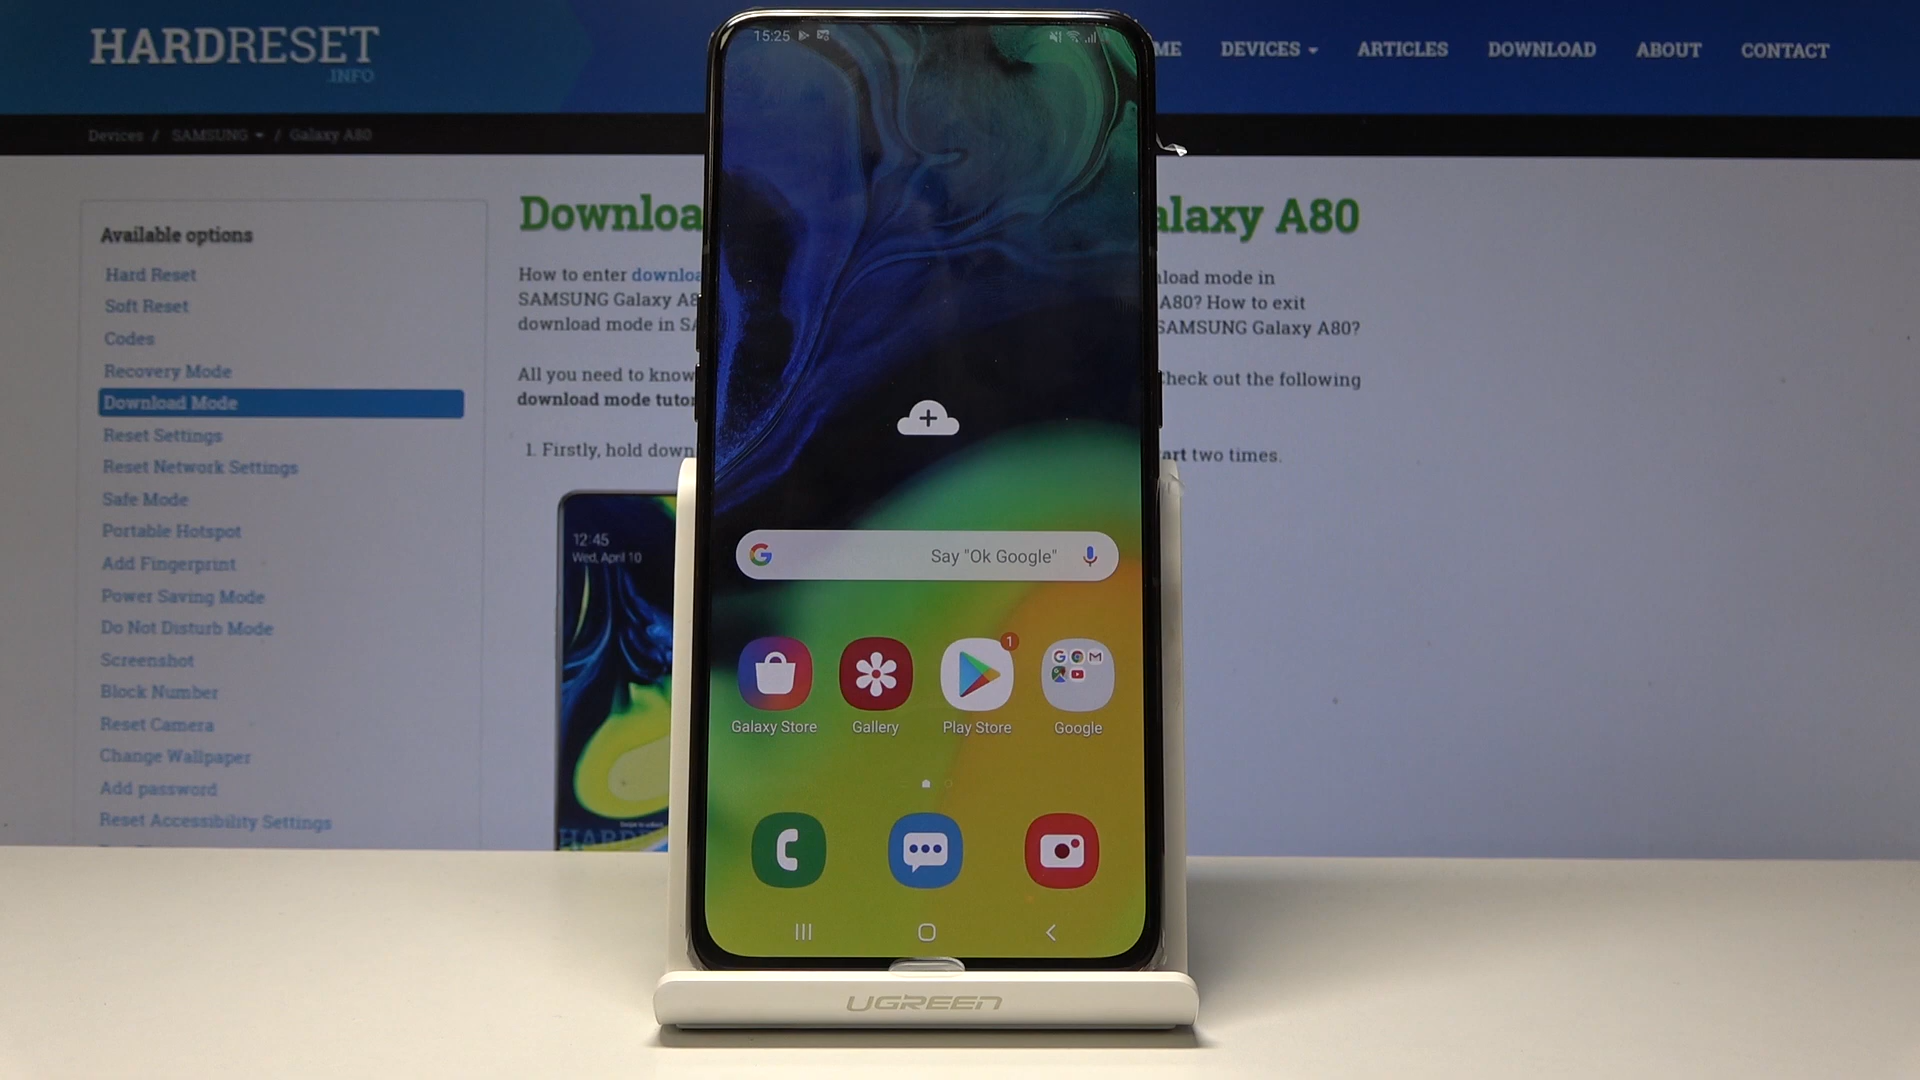 HARDRESET
.INFO
ME DEVICES ARTICLES DOWNLOAD ABOUT CONTACT
Devices / SAMSUNG / Galaxy A80
Available options
Hard Reset
Soft Reset
Codes
Recovery Mode
Download Mode
Reset Settings
Reset Network Settings
Safe Mode
Portable Hotspot
Add Fingerprint
Power Saving Mode
Do Not Disturb Mode
Screenshot
Block Number
Reset Camera
Change Wallpaper
Add password
Reset Accessibility Settings
Downloa alaxy A80
How to enter downloa nload mode in
SAMSUNG Galaxy A8 A80? How to exit
download mode in SA SAMSUNG Galaxy A80?
All you need to know Check out the following
download mode tutor
1. Firstly, hold down art two times.
12:45
Wed, April 10
HARDRE
15:25
Say "Ok Google"
1
Galaxy Store Gallery Play Store Google
UGREEN